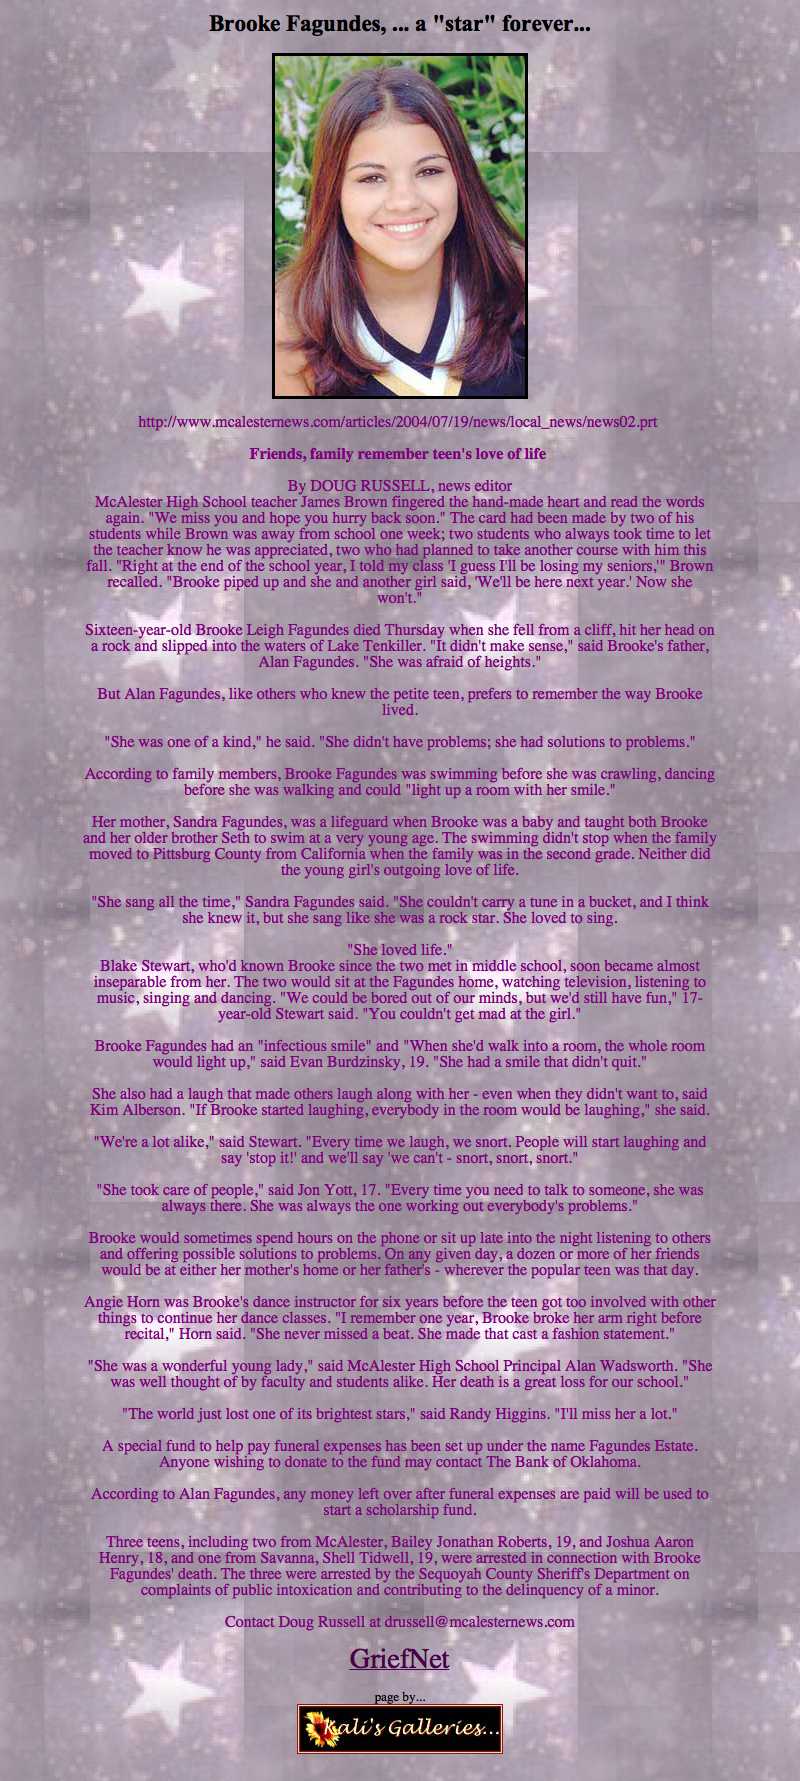 Brooke Fagundes, ... a "star" forever...
http://www.mcalesternews.com/articles/2004/07/19/news/local_news/news02.prt
Friends, family remember teen's love of life
By DOUG RUSSELL, news editor
McAlester High School teacher James Brown fingered the hand-made heart and read the words
again. "We miss you and hope you hurry back soon." The card had been made by two of his
students while Brown was away from school one week; two students who always took time to let
the teacher know he was appreciated, two who had planned to take another course with him this
fall. "Right at the end of the school year, I told my class 'I guess I'll be losing my seniors,'" Brown
recalled. "Brooke piped up and she and another girl said, 'We'll be here next year.' Now she
won't."
Sixteen-year-old Brooke Leigh Fagundes died Thursday when she fell from a cliff, hit her head on
a rock and slipped into the waters of Lake Tenkiller. "It didn't make sense," said Brooke's father,
Alan Fagundes. "She was afraid of heights."
But Alan Fagundes, like others who knew the petite teen, prefers to remember the way Brooke
lived.
"She was one of a kind," he said. "She didn't have problems; she had solutions to problems."
According to family members, Brooke Fagundes was swimming before she was crawling, dancing
before she was walking and could "light up a room with her smile."
Her mother, Sandra Fagundes, was a lifeguard when Brooke was a baby and taught both Brooke
and her older brother Seth to swim at a very young age. The swimming didn't stop when the family
moved to Pittsburg County from California when the family was in the second grade. Neither did
the young girl's outgoing love of life.
"She sang all the time," Sandra Fagundes said. "She couldn't carry a tune in a bucket, and I think
she knew it, but she sang like she was a rock star. She loved to sing.
"She loved life."
Blake Stewart, who'd known Brooke since the two met in middle school, soon became almost
inseparable from her. The two would sit at the Fagundes home, watching television, listening to
music, singing and dancing. "We could be bored out of our minds, but we'd still have fun," 17-
year-old Stewart said. "You couldn't get mad at the girl."
Brooke Fagundes had an "infectious smile" and "When she'd walk into a room, the whole room
would light up," said Evan Burdzinsky, 19. "She had a smile that didn't quit."
She also had a laugh that made others laugh along with her - even when they didn't want to, said
Kim Alberson. "If Brooke started laughing, everybody in the room would be laughing," she said.
"We're a lot alike," said Stewart. "Every time we laugh, we snort. People will start laughing and
say 'stop it!' and we'll say 'we can't - snort, snort, snort."
"She took care of people," said Jon Yott, 17. "Every time you need to talk to someone, she was
always there. She was always the one working out everybody's problems."
Brooke would sometimes spend hours on the phone or sit up late into the night listening to others
and offering possible solutions to problems. On any given day, a dozen or more of her friends
would be at either her mother's home or her father's - wherever the popular teen was that day.
Angie Horn was Brooke's dance instructor for six years before the teen got too involved with other
things to continue her dance classes. "I remember one year, Brooke broke her arm right before
recital," Horn said. "She never missed a beat. She made that cast a fashion statement."
"She was a wonderful young lady," said McAlester High School Principal Alan Wadsworth. "She
was well thought of by faculty and students alike. Her death is a great loss for our school."
"The world just lost one of its brightest stars," said Randy Higgins. "I'll miss her a lot."
A special fund to help pay funeral expenses has been set up under the name Fagundes Estate.
Anyone wishing to donate to the fund may contact The Bank of Oklahoma.
According to Alan Fagundes, any money left over after funeral expenses are paid will be used to
start a scholarship fund.
Three teens, including two from McAlester, Bailey Jonathan Roberts, 19, and Joshua Aaron
Henry, 18, and one from Savanna, Shell Tidwell, 19, were arrested in connection with Brooke
Fagundes' death. The three were arrested by the Sequoyah County Sheriff's Department on
complaints of public intoxication and contributing to the delinquency of a minor.
Contact Doug Russell at drussell@mcalesternews.com
GriefNet
page by...
Kali's Galleries...